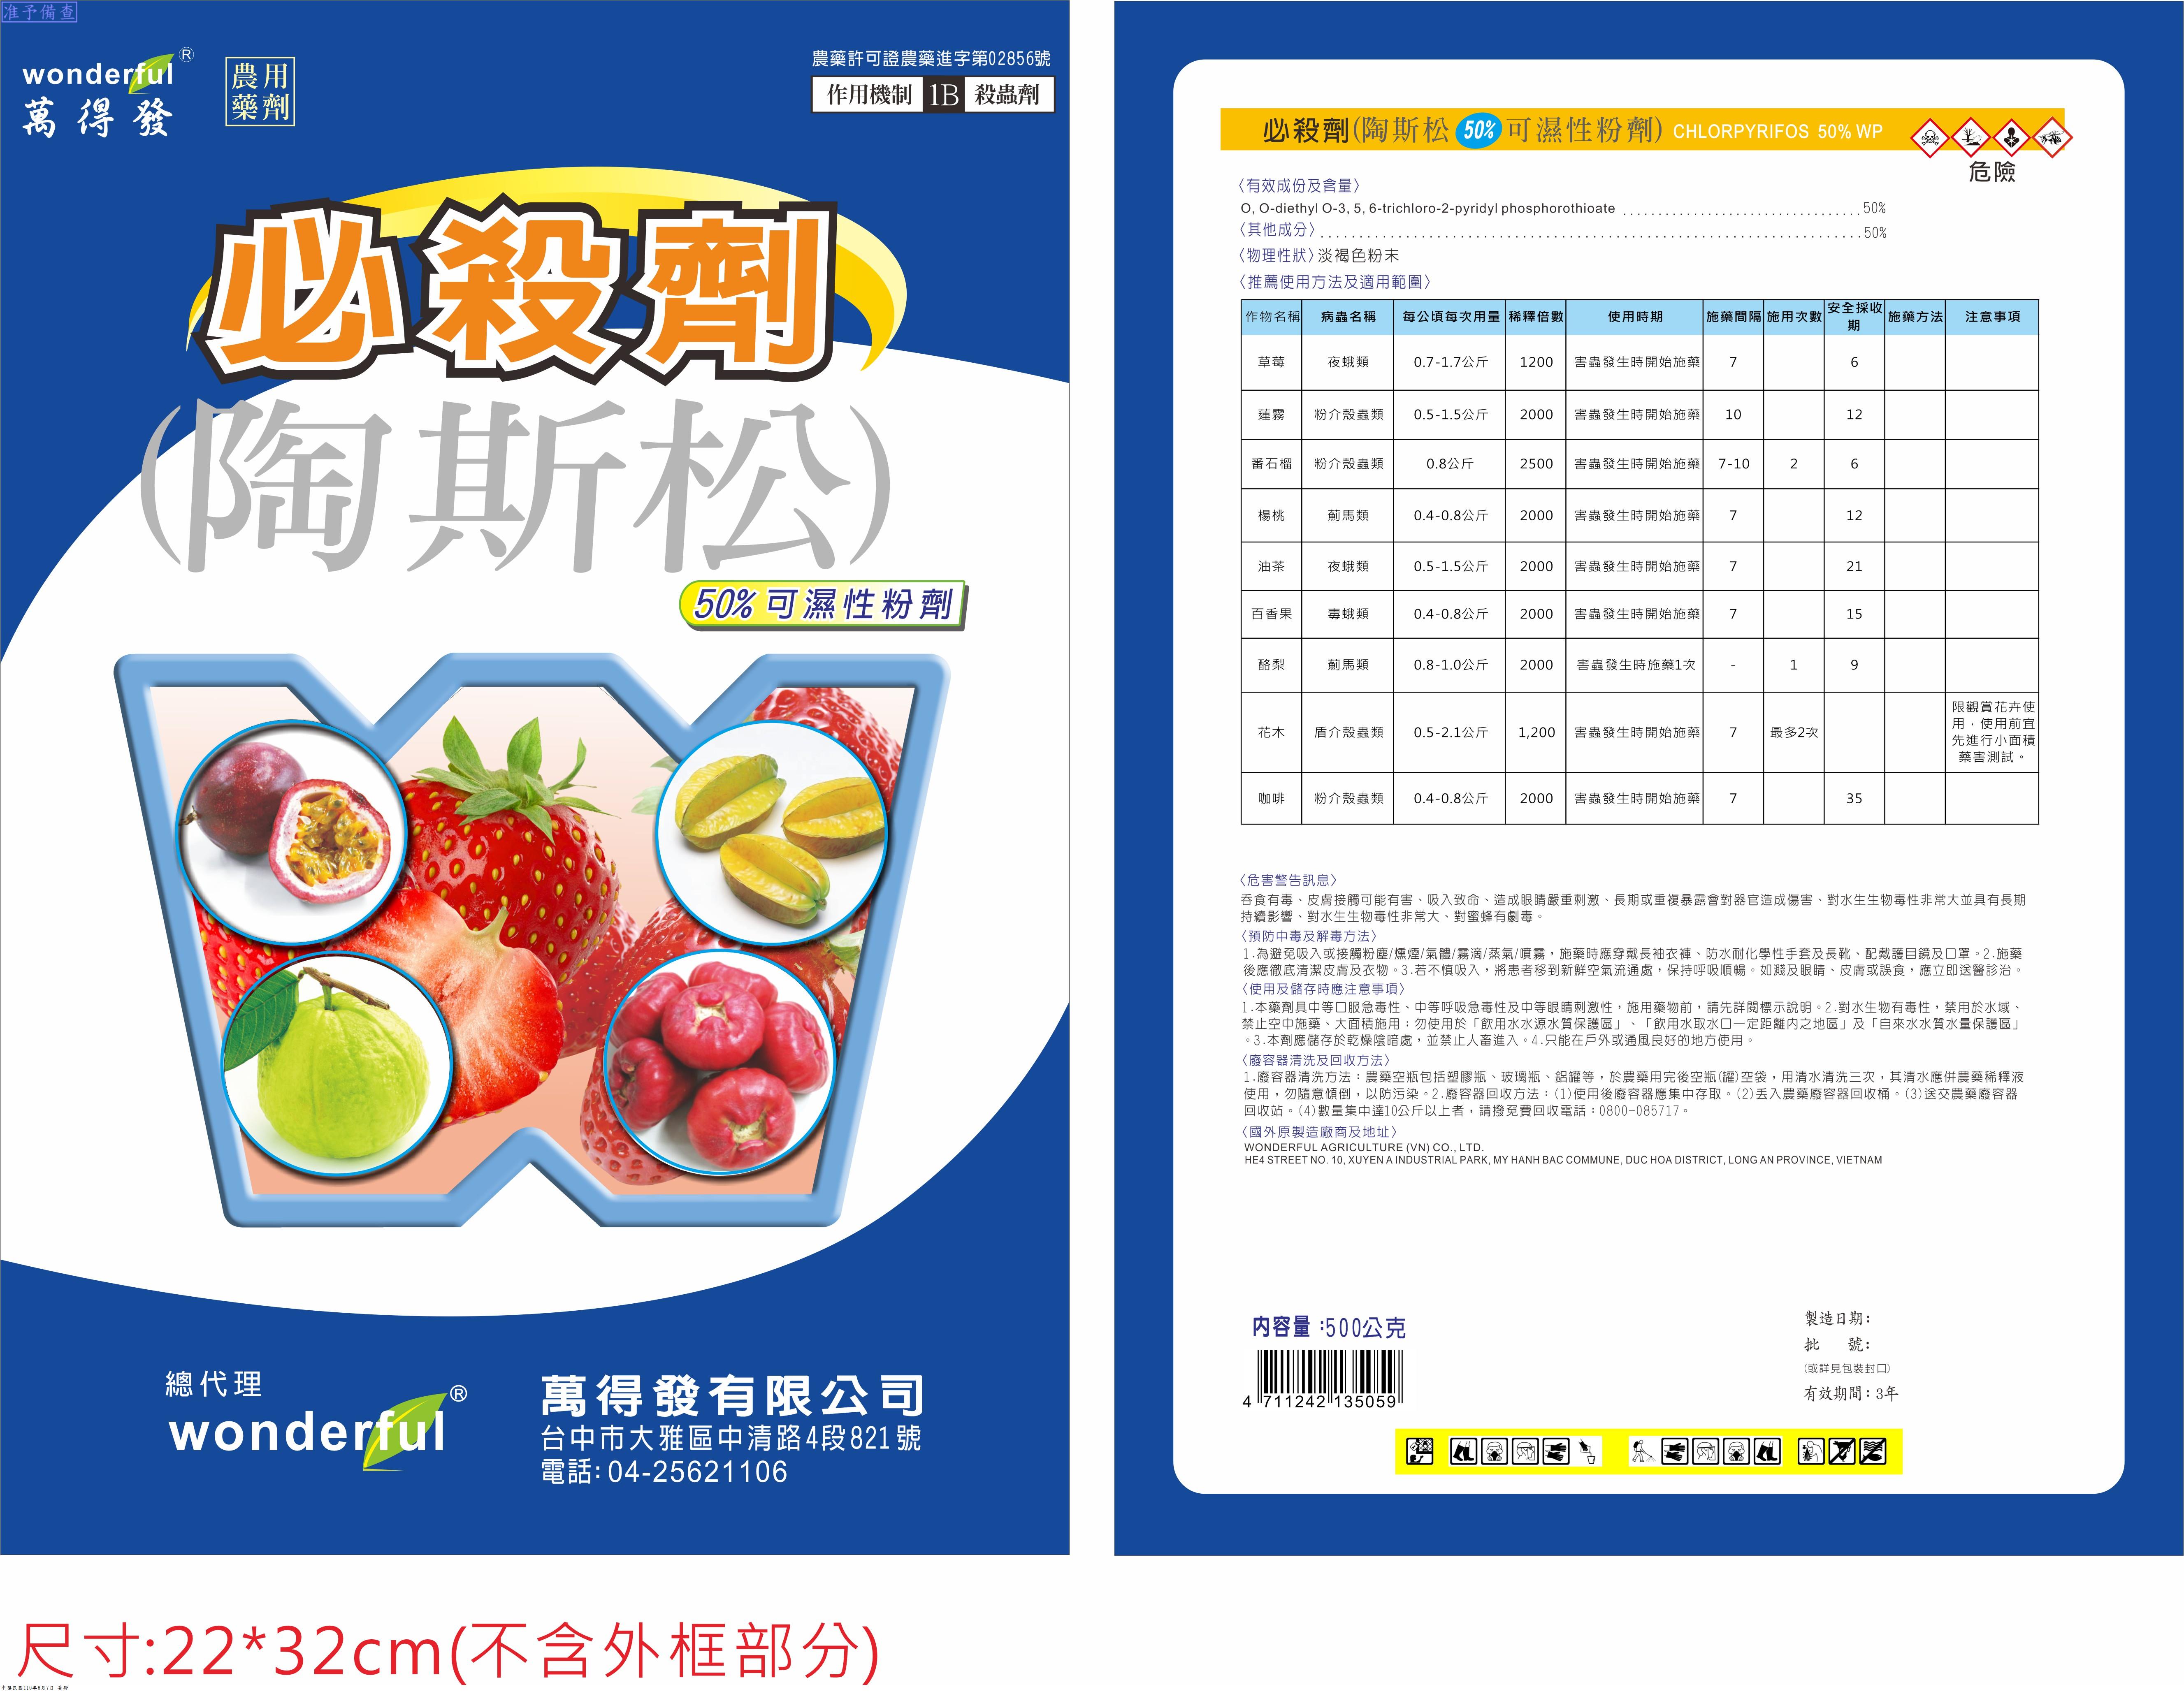 准予備查
wonderful®
萬得發
農用
藥劑
農藥許可證農藥進字第02856號
作用機制 1B 殺蟲劑
必殺劑
(陶斯松)
50% 可濕性粉劑
總代理
wonderful®
萬得發有限公司
台中市大雅區中清路4段821號
電話:04-25621106
必殺劑(陶斯松50%可濕性粉劑) CHLORPYRIFOS 50% WP
危險
〈有效成份及含量〉
O, O-diethyl O-3, 5, 6-trichloro-2-pyridyl phosphorothioate ................................. 50%
〈其他成分〉........................................................................... 50%
〈物理性狀〉淡褐色粉末
〈推薦使用方法及適用範圍〉
作物名稱 病蟲名稱 每公頃每次用量 稀釋倍數 使用時期 施藥間隔 施用次數 安全採收期 施藥方法 注意事項
草莓 夜蛾類 0.7-1.7公斤 1200 害蟲發生時開始施藥 7 6
蓮霧 粉介殼蟲類 0.5-1.5公斤 2000 害蟲發生時開始施藥 10 12
番石榴 粉介殼蟲類 0.8公斤 2500 害蟲發生時開始施藥 7-10 2 6
楊桃 薊馬類 0.4-0.8公斤 2000 害蟲發生時開始施藥 7 12
油茶 夜蛾類 0.5-1.5公斤 2000 害蟲發生時開始施藥 7 21
百香果 毒蛾類 0.4-0.8公斤 2000 害蟲發生時開始施藥 7 15
酪梨 薊馬類 0.8-1.0公斤 2000 害蟲發生時施藥1次 - 1 9
花木 盾介殼蟲類 0.5-2.1公斤 1,200 害蟲發生時開始施藥 7 最多2次 限觀賞花卉使用，使用前宜先進行小面積藥害測試。
咖啡 粉介殼蟲類 0.4-0.8公斤 2000 害蟲發生時開始施藥 7 35
〈危害警告訊息〉
吞食有毒、皮膚接觸可能有害、吸入致命、造成眼睛嚴重刺激、長期或重複暴露會對器官造成傷害、對水生生物毒性非常大並具有長期
持續影響、對水生生物毒性非常大、對蜜蜂有劇毒。
〈預防中毒及解毒方法〉
1.為避免吸入或接觸粉塵/燻煙/氣體/霧滴/蒸氣/噴霧，施藥時應穿戴長袖衣褲、防水耐化學性手套及長靴、配戴護目鏡及口罩。2.施藥
後應徹底清潔皮膚及衣物。3.若不慎吸入，將患者移到新鮮空氣流通處，保持呼吸順暢。如濺及眼睛、皮膚或誤食，應立即送醫診治。
〈使用及儲存時應注意事項〉
1.本藥劑具中等口服急毒性、中等呼吸急毒性及中等眼睛刺激性，施用藥物前，請先詳閱標示說明。2.對水生物有毒性，禁用於水域、
禁止空中施藥、大面積施用；勿使用於「飲用水水源水質保護區」、「飲用水取水口一定距離內之地區」及「自來水水質水量保護區」
。3.本劑應儲存於乾燥陰暗處，並禁止人畜進入。4.只能在戶外或通風良好的地方使用。
〈廢容器清洗及回收方法〉
1.廢容器清洗方法：農藥空瓶包括塑膠瓶、玻璃瓶、鋁罐等，於農藥用完後空瓶(罐)空袋，用清水清洗三次，其清水應併農藥稀釋液
使用，勿隨意傾倒，以防污染。2.廢容器回收方法：(1)使用後廢容器應集中存取。(2)丟入農藥廢容器回收桶。(3)送交農藥廢容器
回收站。(4)數量集中達10公斤以上者，請撥免費回收電話：0800-085717。
〈國外原製造廠商及地址〉
WONDERFUL AGRICULTURE (VN) CO., LTD.
HE4 STREET NO. 10, XUYEN A INDUSTRIAL PARK, MY HANH BAC COMMUNE, DUC HOA DISTRICT, LONG AN PROVINCE, VIETNAM
內容量:500公克
4 711242 135059
製造日期:
批 號:
(或詳見包裝封口)
有效期間:3年
尺寸:22*32cm(不含外框部分)
中華民國110年6月7日 簽發